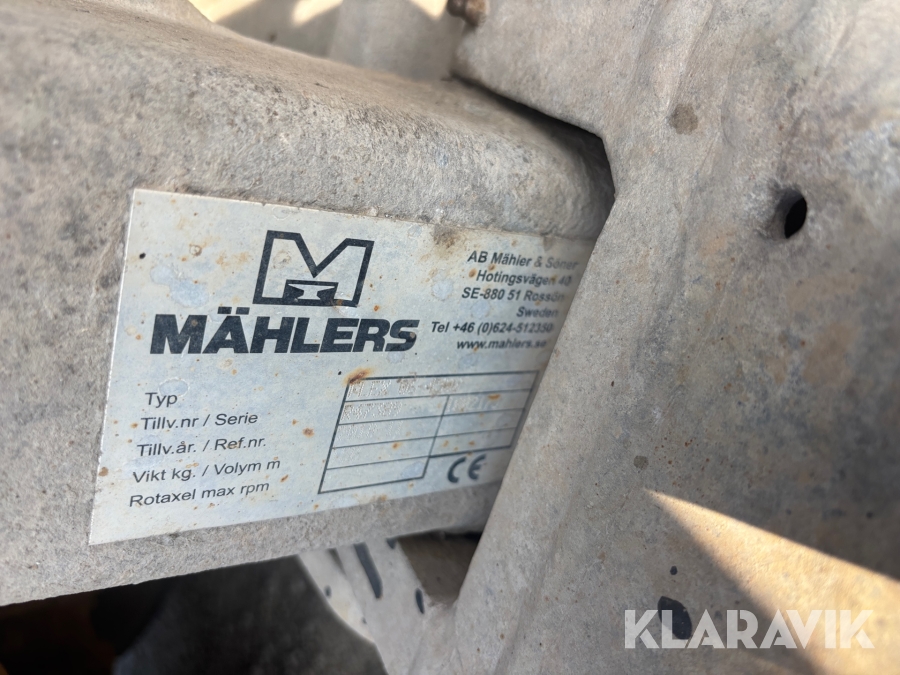 MÄHLERS
AB Mähler & Söner
Hotingsvägen 40
SE-880 51 Rossön
Sweden
Tel +46 (0)624-512350
www.mahlers.se
Typ
Tillv.nr / Serie
Tillv.år. / Ref.nr.
Vikt kg. / Volym m
Rotaxel max rpm
CE
KLARAVIK